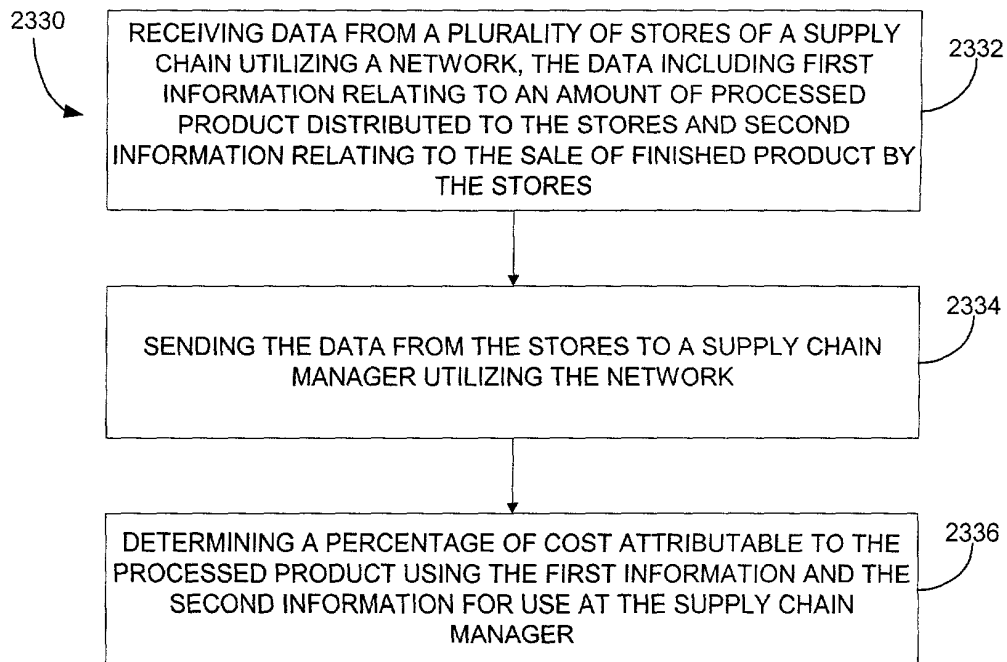 2330
RECEIVING DATA FROM A PLURALITY OF STORES OF A SUPPLY
CHAIN UTILIZING A NETWORK, THE DATA INCLUDING FIRST
INFORMATION RELATING TO AN AMOUNT OF PROCESSED
PRODUCT DISTRIBUTED TO THE STORES AND SECOND
INFORMATION RELATING TO THE SALE OF FINISHED PRODUCT BY
THE STORES
2332
SENDING THE DATA FROM THE STORES TO A SUPPLY CHAIN
MANAGER UTILIZING THE NETWORK
2334
DETERMINING A PERCENTAGE OF COST ATTRIBUTABLE TO THE
PROCESSED PRODUCT USING THE FIRST INFORMATION AND THE
SECOND INFORMATION FOR USE AT THE SUPPLY CHAIN
MANAGER
2336